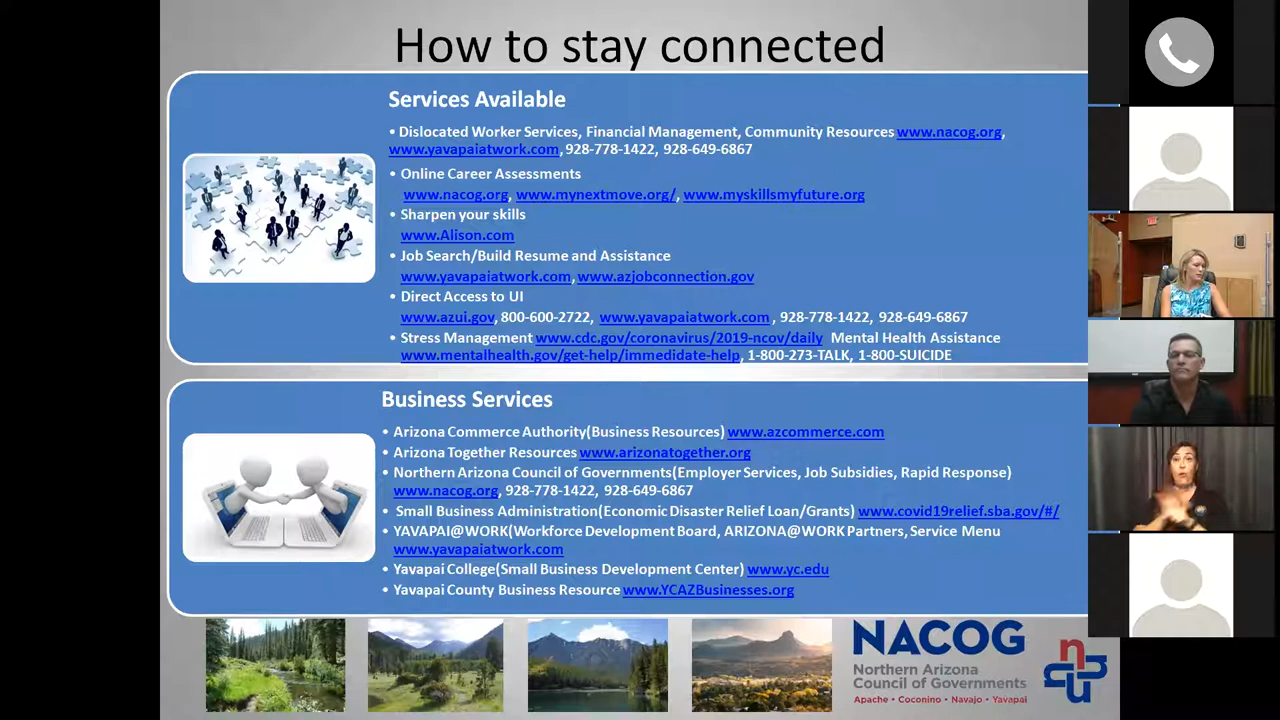 How to stay connected
Services Available
• Dislocated Worker Services, Financial Management, Community Resources www.nacog.org,
www.yavapaiatwork.com, 928-778-1422, 928-649-6867
• Online Career Assessments
www.nacog.org, www.mynextmove.org/, www.myskillsmyfuture.org
• Sharpen your skills
www.Alison.com
• Job Search/Build Resume and Assistance
www.yavapaiatwork.com, www.azjobconnection.gov
• Direct Access to UI
www.azui.gov, 800-600-2722, www.yavapaiatwork.com , 928-778-1422, 928-649-6867
• Stress Management www.cdc.gov/coronavirus/2019-ncov/daily Mental Health Assistance
www.mentalhealth.gov/get-help/immedidate-help, 1-800-273-TALK, 1-800-SUICIDE
Business Services
• Arizona Commerce Authority(Business Resources) www.azcommerce.com
• Arizona Together Resources www.arizonatogether.org
• Northern Arizona Council of Governments(Employer Services, Job Subsidies, Rapid Response)
www.nacog.org, 928-778-1422, 928-649-6867
• Small Business Administration(Economic Disaster Relief Loan/Grants) www.covid19relief.sba.gov/#/
• YAVAPAI@WORK(Workforce Development Board, ARIZONA@WORK Partners, Service Menu
www.yavapaiatwork.com
• Yavapai College(Small Business Development Center) www.yc.edu
• Yavapai County Business Resource www.YCAZBusinesses.org
NACOG
Northern Arizona
Council of Governments
Apache • Coconino • Navajo • Yavapai